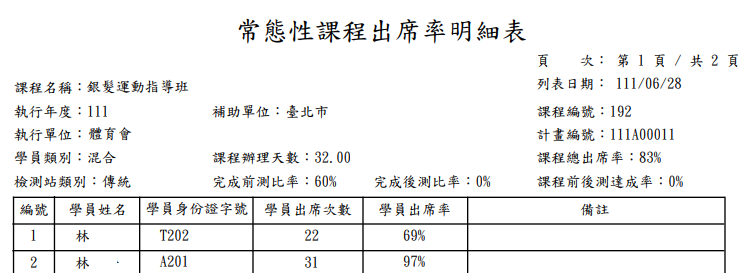 常態性課程出席率明細表
頁 次： 第 1 頁 / 共 2 頁
課程名稱：銀髮運動指導班 列表日期： 111/06/28
執行年度：111 補助單位：臺北市 課程編號：192
執行單位：體育會 計畫編號：111A00011
學員類別：混合 課程辦理天數：32.00 課程總出席率：83%
檢測站類別：傳統 完成前測比率：60% 完成後測比率：0% 課程前後測達成率：0%
編號 學員姓名 學員身份證字號 學員出席次數 學員出席率 備註
1 林 T202 22 69%
2 林 A201 31 97%